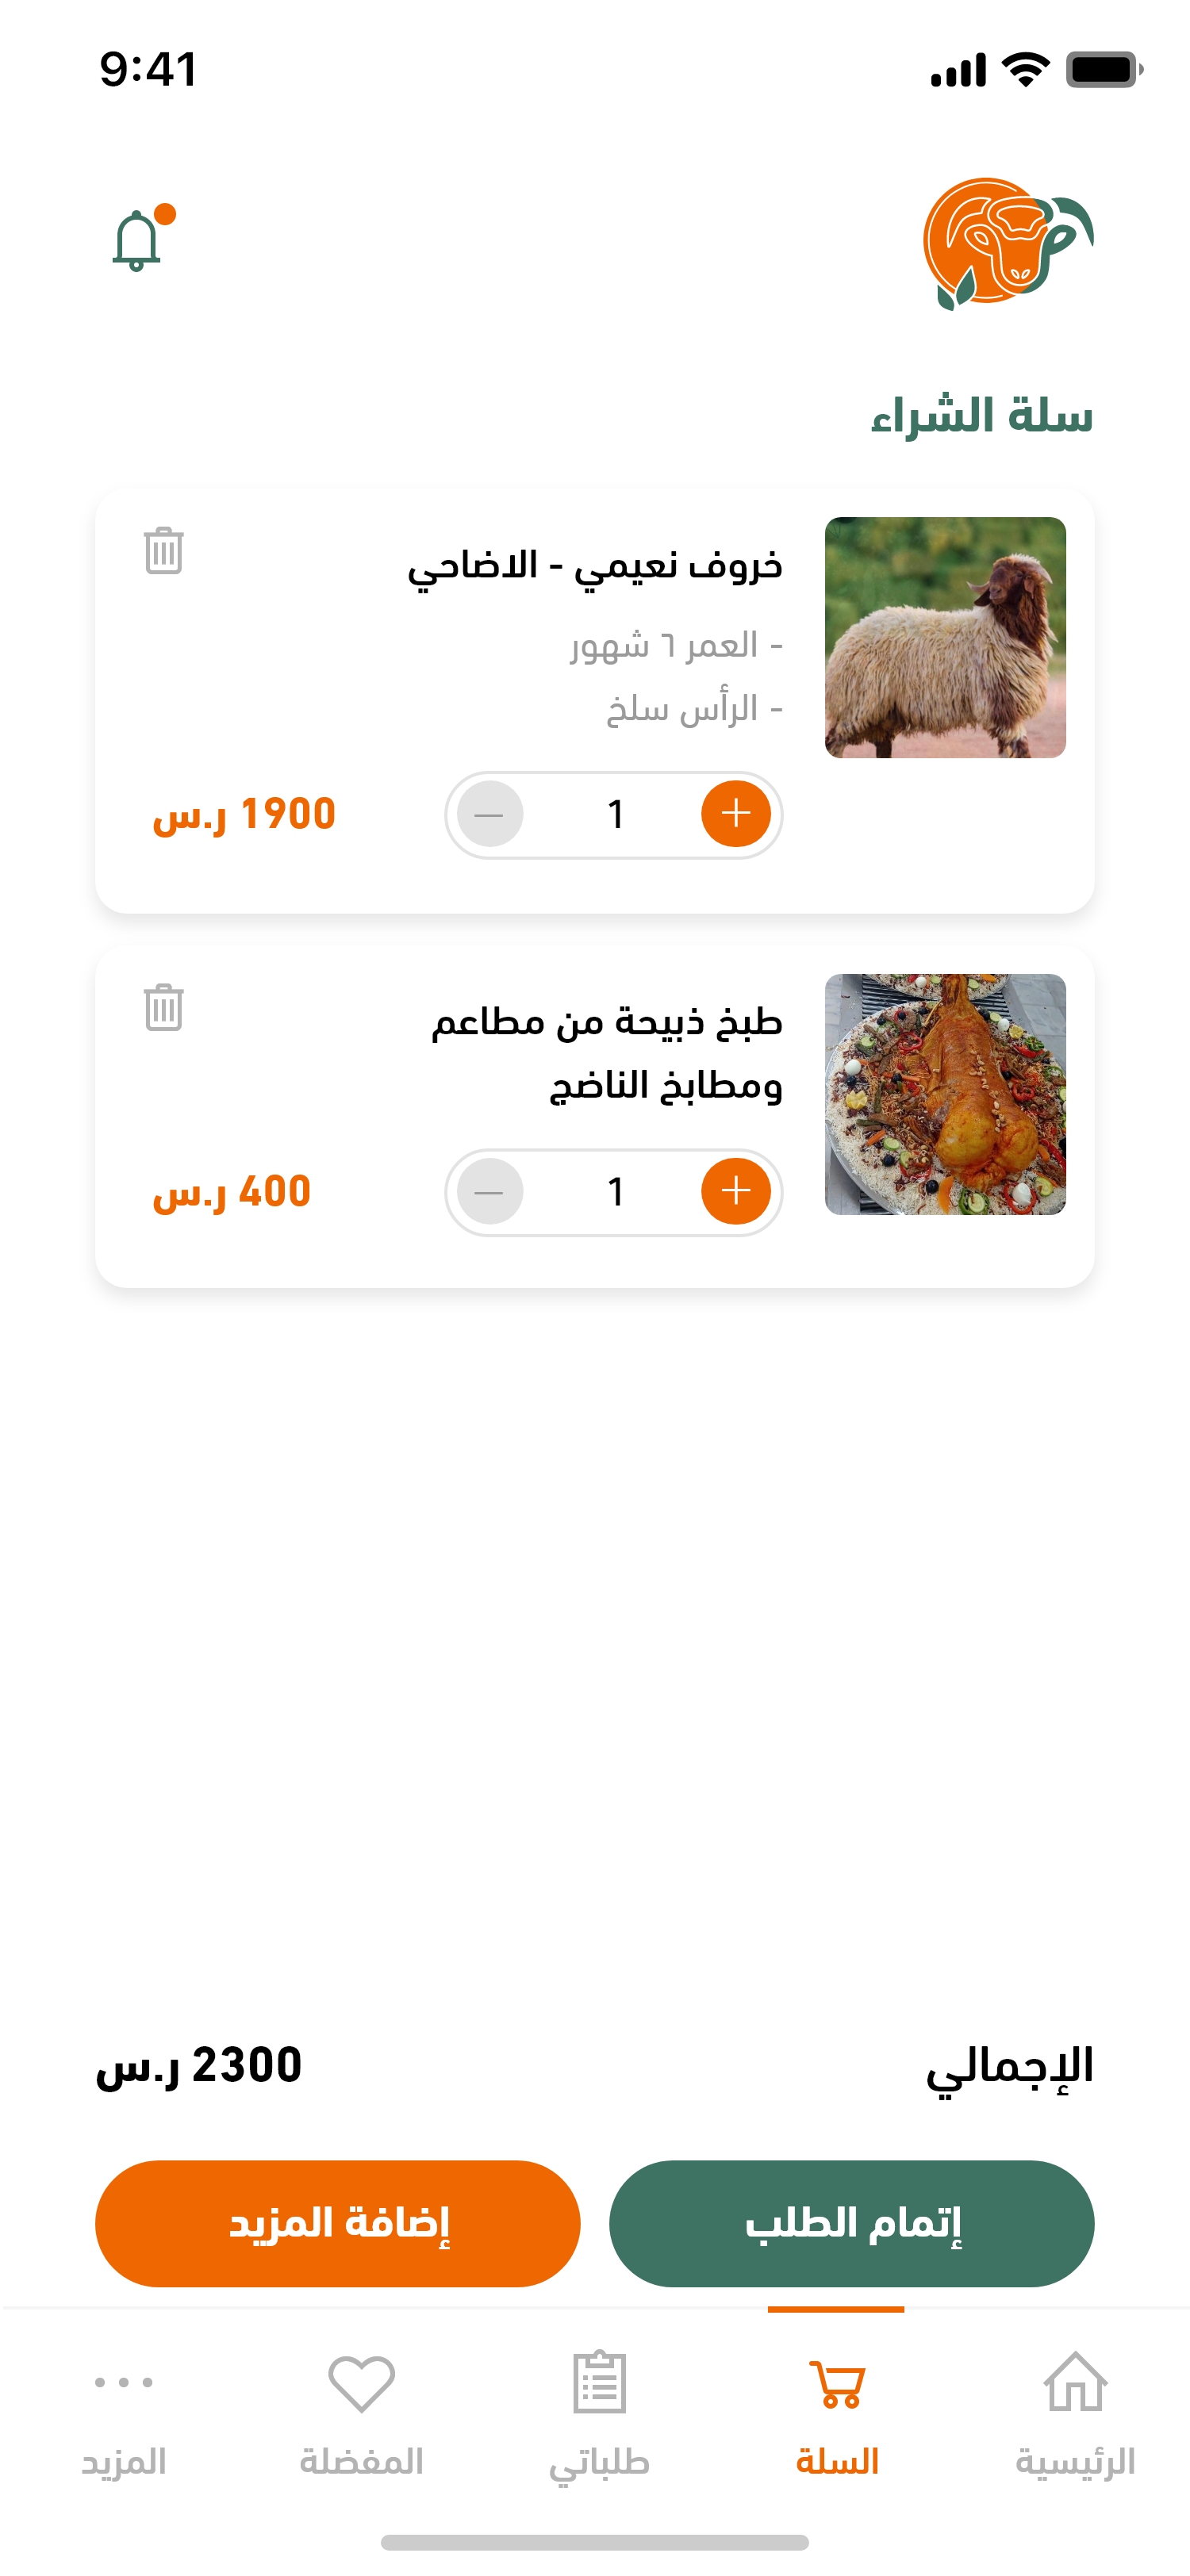 9:41
سلة الشراء
خروف نعيمي - الاضاحي
- العمر ٦ شهور
- الرأس سلخ
1
1900 ر.س
طبخ ذبيحة من مطاعم
ومطابخ الناضج
1
400 ر.س
الإجمالي
2300 ر.س
إتمام الطلب
إضافة المزيد
الرئيسية
السلة
طلباتي
المفضلة
المزيد